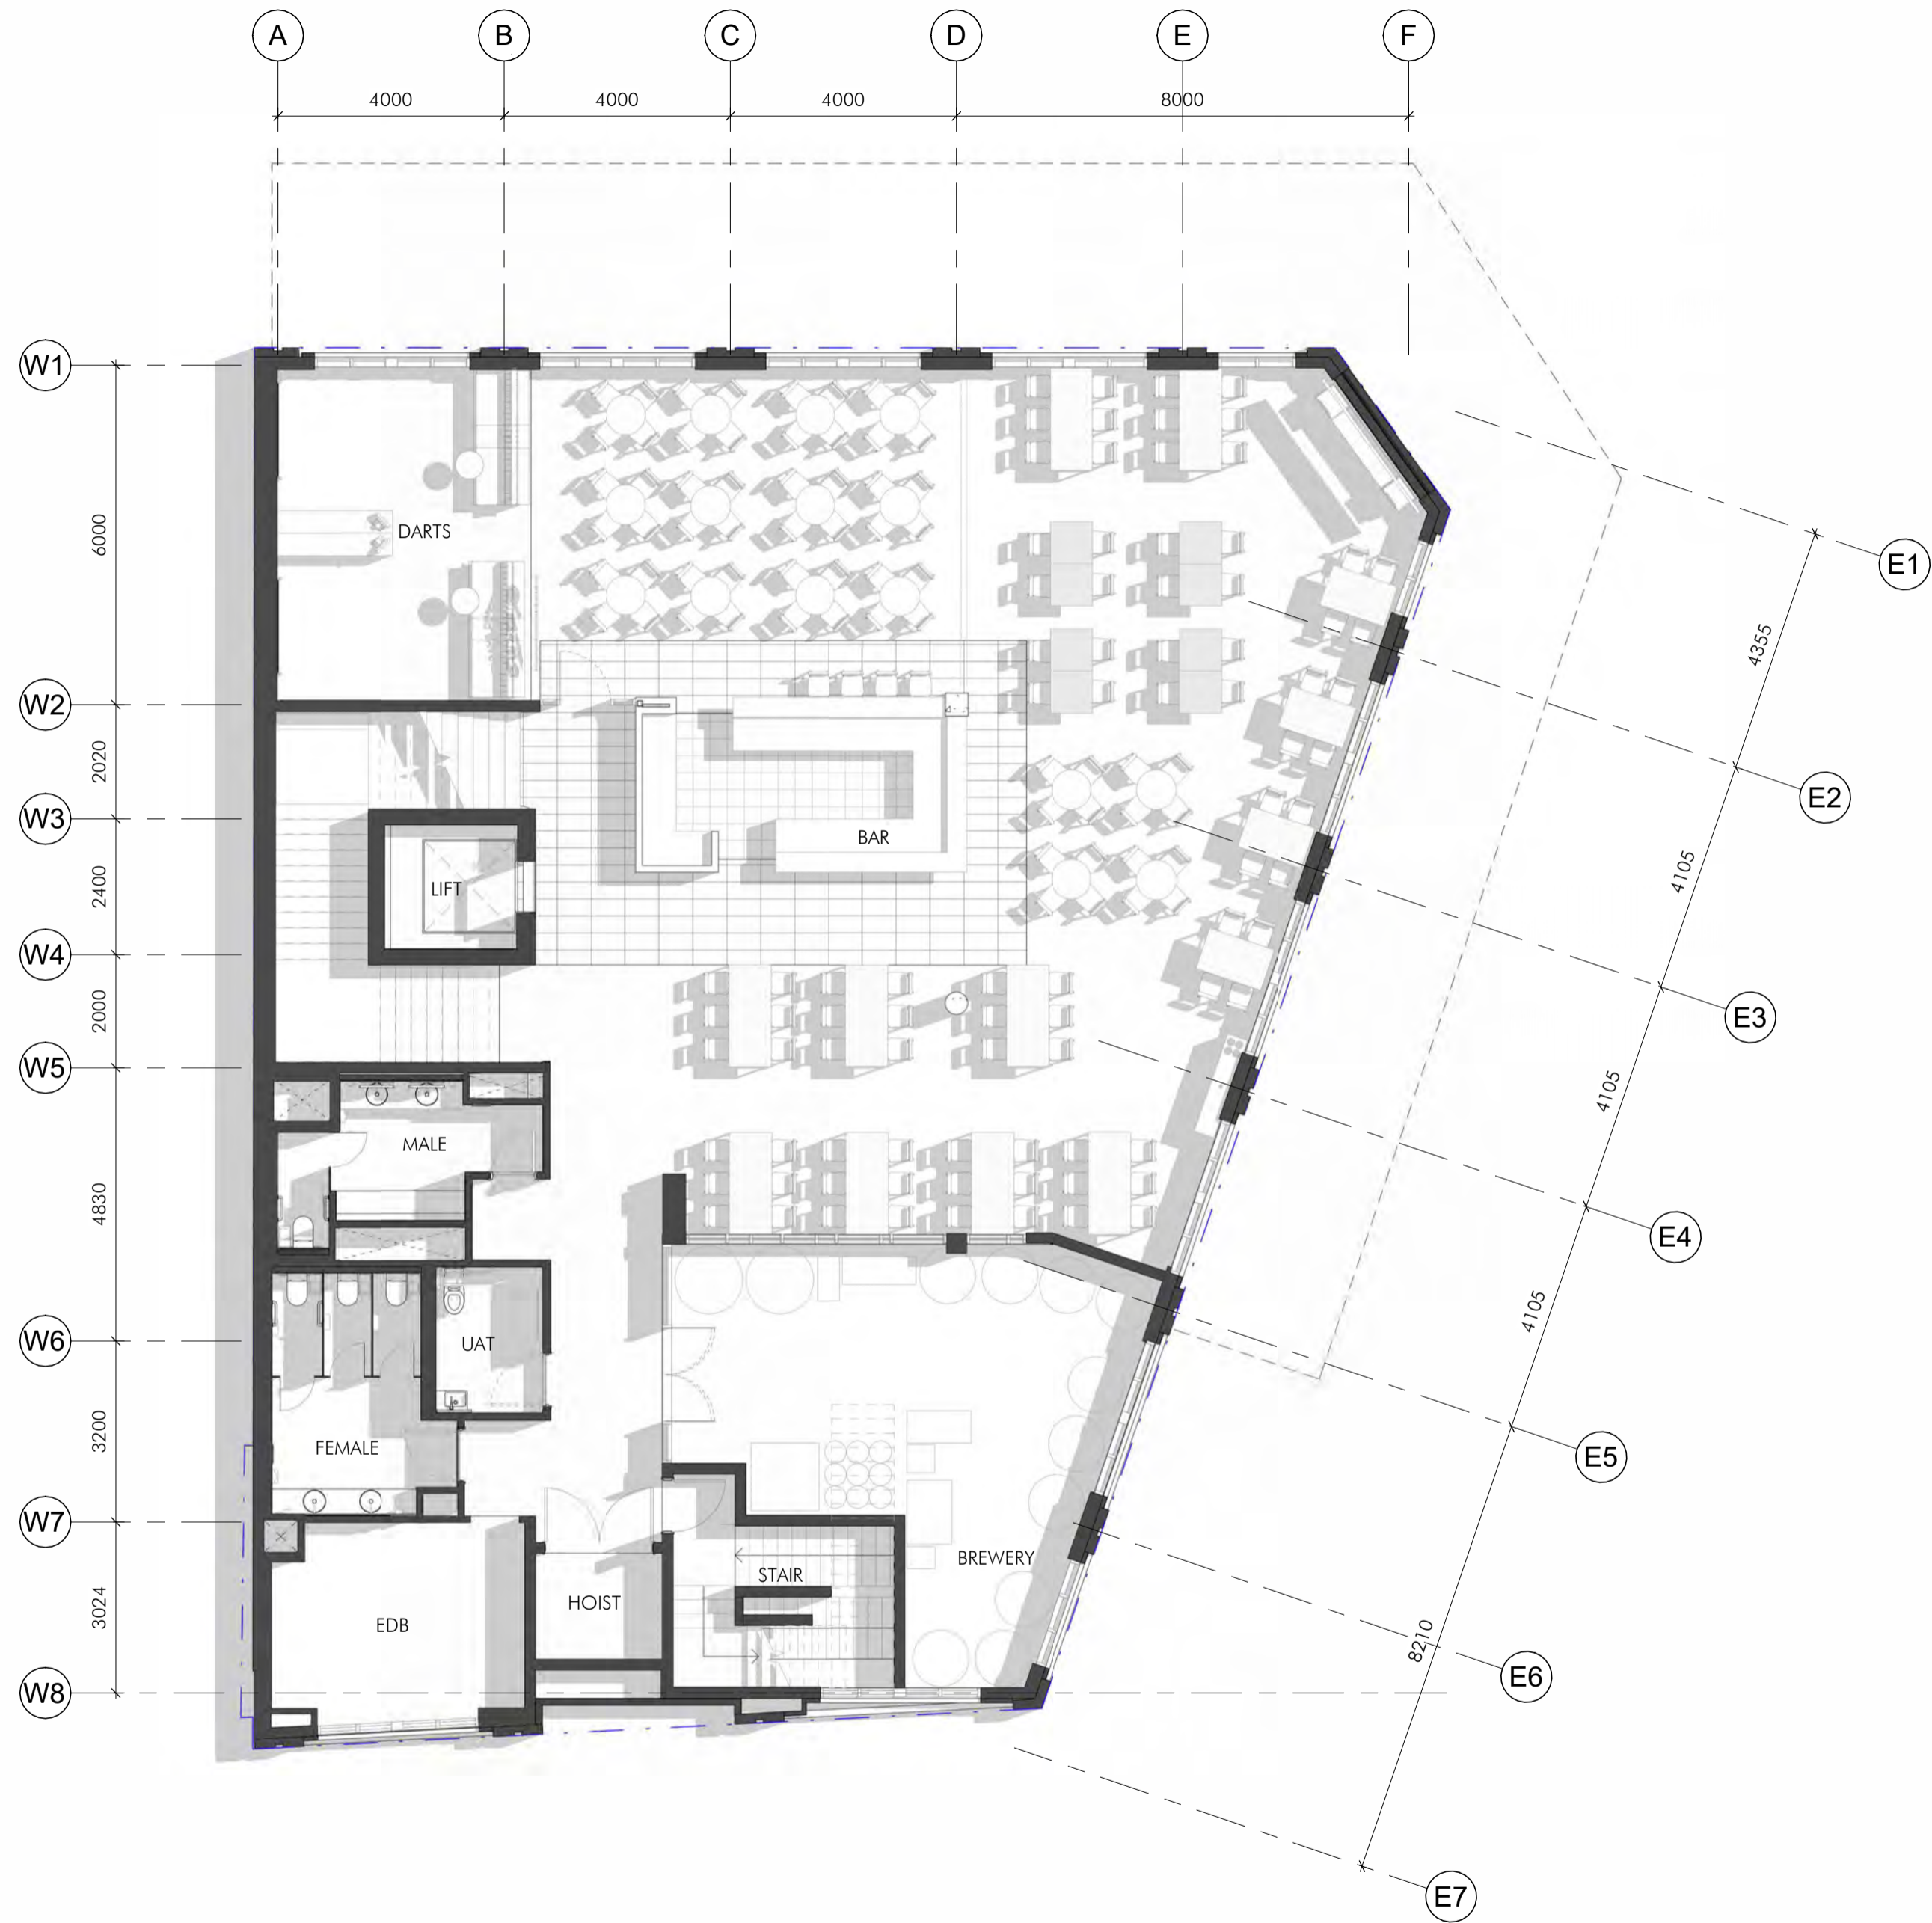 A B C D E F
4000 4000 4000 8000
W1
E1
DARTS
6000
4355
W2
2020
E2
W3
BAR
4105
LIFT
2400
W4
E3
2000
W5
4105
MALE
4830
E4
4105
W6
UAT
3200
FEMALE
E5
W7
BREWERY
STAIR
HOIST
3024
EDB
8210
E6
W8
E7